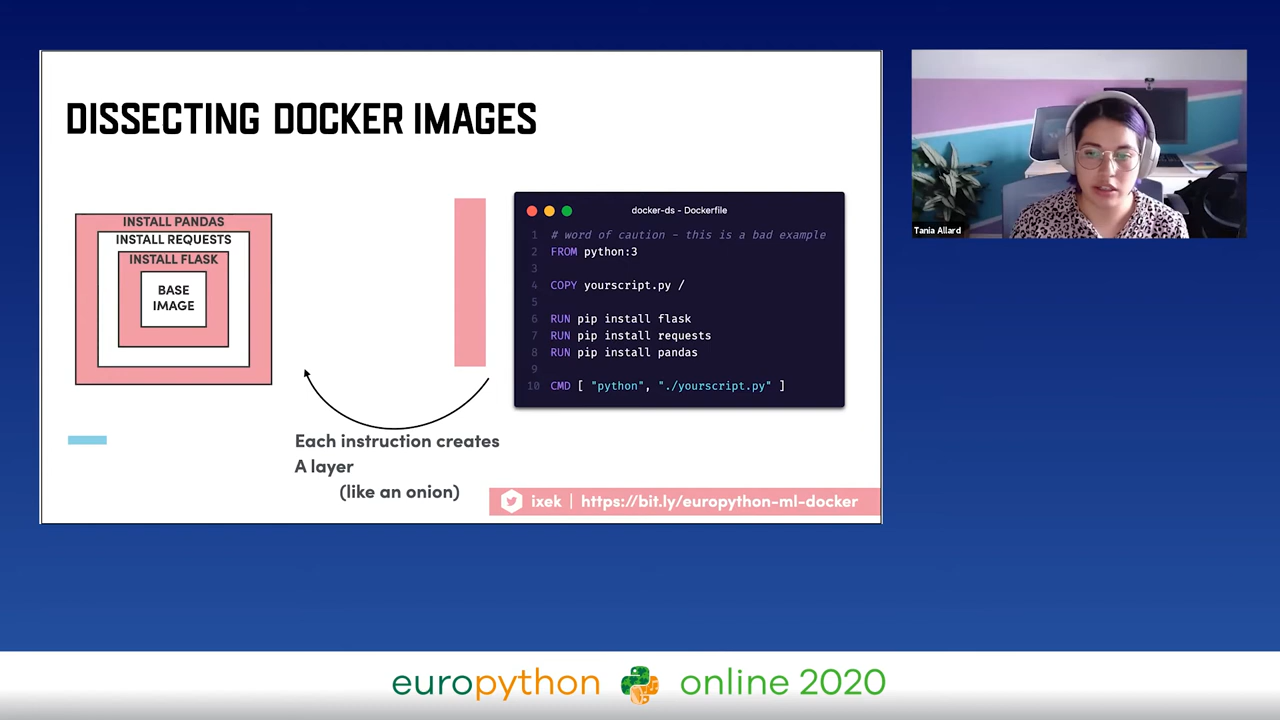 DISSECTING DOCKER IMAGES
INSTALL PANDAS
INSTALL REQUESTS
INSTALL FLASK
BASE
IMAGE
Each instruction creates
A layer
(like an onion)
docker-ds - Dockerfile
1 # word of caution - this is a bad example
2 FROM python:3
3
4 COPY yourscript.py /
5
6 RUN pip install flask
7 RUN pip install requests
8 RUN pip install pandas
9
10 CMD [ "python", "./yourscript.py" ]
ixek | https://bit.ly/europython-ml-docker
Tania Allard
europython online 2020